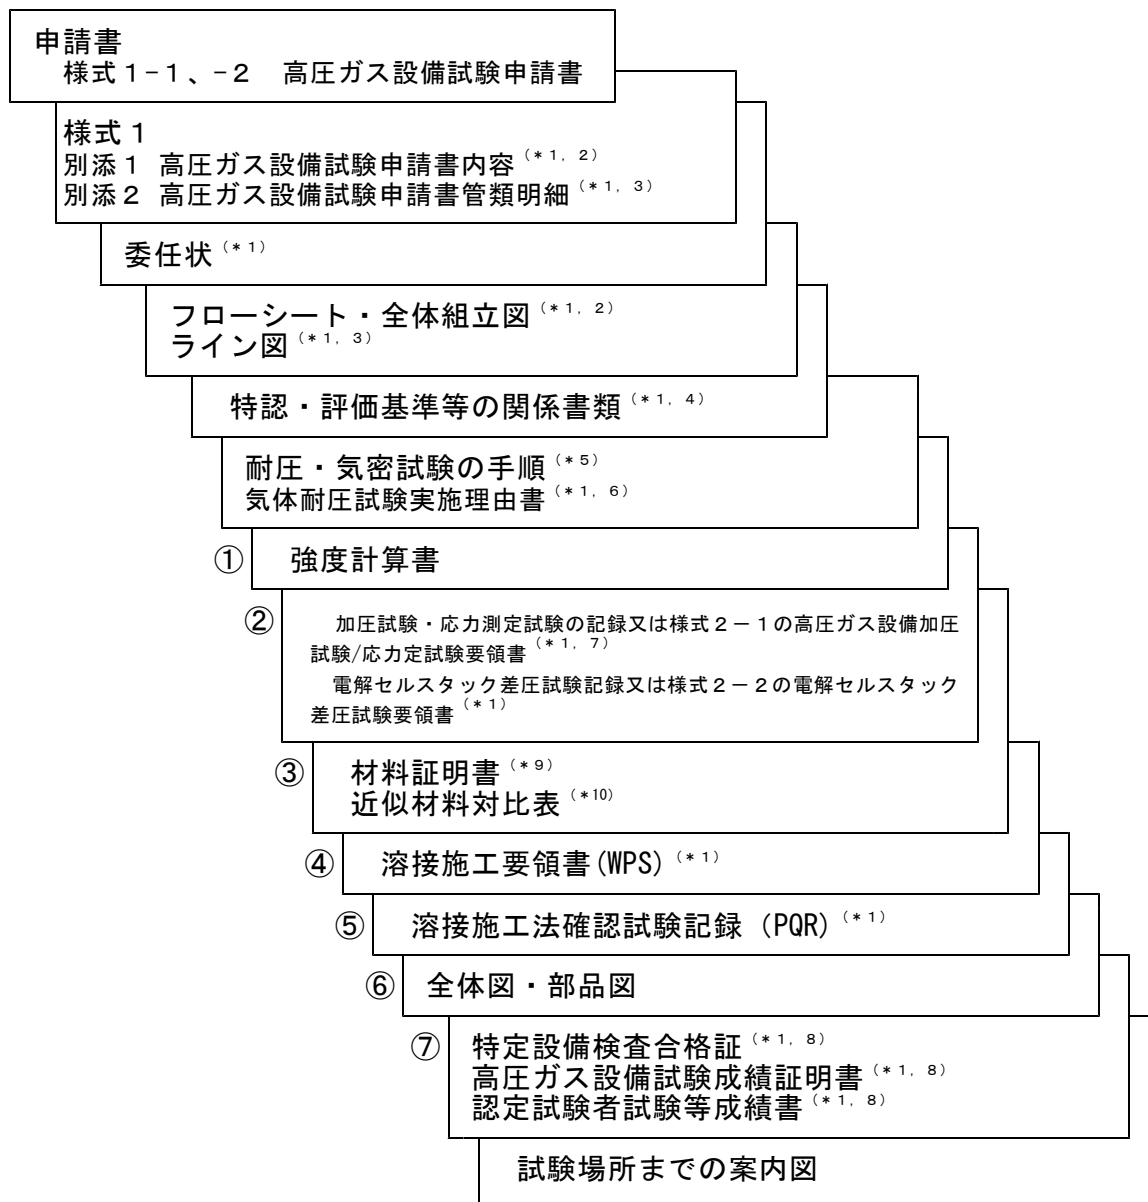 申請書
様式１-１、-２　高圧ガス設備試験申請書
様式１
別添１ 高圧ガス設備試験申請書内容（*１，２）
別添２ 高圧ガス設備試験申請書管類明細（*１，３）
委任状（*１）
フローシート・全体組立図（*１，２）
ライン図（*１，３）
特認・評価基準等の関係書類（*１，４）
耐圧・気密試験の手順（*５）
気体耐圧試験実施理由書（*１，６）
① 強度計算書
② 加圧試験・応力測定試験の記録又は様式２－１の高圧ガス設備加圧
試験/応力定試験要領書（*１，７）
電解セルスタック差圧試験記録又は様式２－２の電解セルスタック
差圧試験要領書（*１）
③ 材料証明書（*９）
近似材料対比表（*10）
④ 溶接施工要領書(WPS)（*１）
⑤ 溶接施工法確認試験記録 (PQR)（*１）
⑥ 全体図・部品図
⑦ 特定設備検査合格証（*１，８）
高圧ガス設備試験成績証明書（*１，８）
認定試験者試験等成績書（*１，８）
試験場所までの案内図